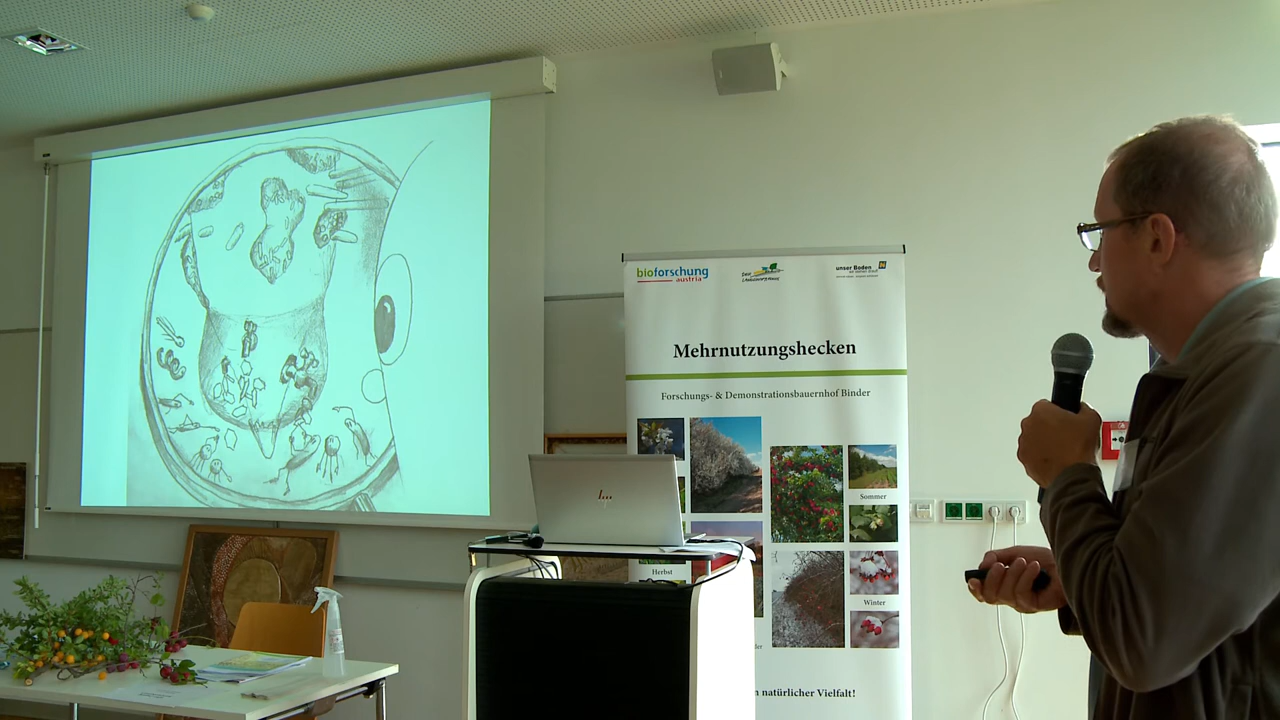 bioforschung
austria
unser Boden
Mehrnutzungshecken
Forschungs- & Demonstrationsbauernhof Binder
Sommer
Herbst
Winter
n natürlicher Vielfalt!